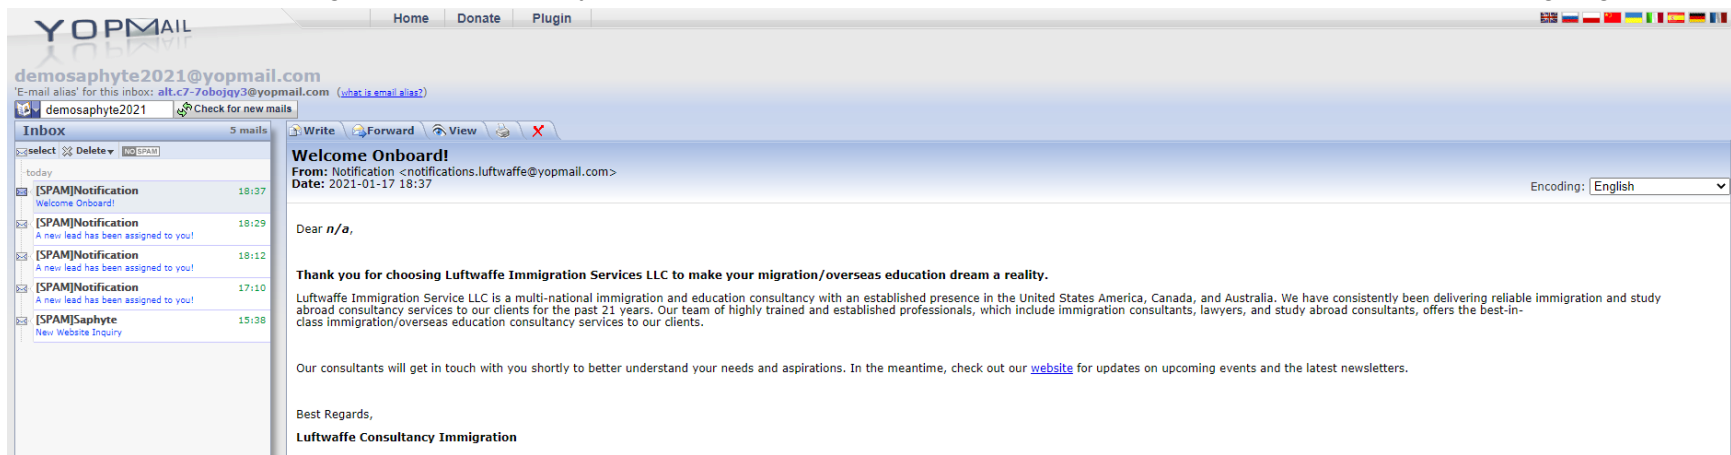 YOPMAIL
Home Donate Plugin
demosaphyte2021@yopmail.com
'E-mail alias' for this inbox: alt.c7-7obojqy3@yopmail.com (what is email alias?)
demosaphyte2021 Check for new mails
Inbox 5 mails
select Delete NO SPAM
today
[SPAM]Notification 18:37
Welcome Onboard!
[SPAM]Notification 18:29
A new lead has been assigned to you!
[SPAM]Notification 18:12
A new lead has been assigned to you!
[SPAM]Notification 17:10
A new lead has been assigned to you!
[SPAM]Saphyte 15:38
New Website Inquiry
Write Forward View
Welcome Onboard!
From: Notification <notifications.luftwaffe@yopmail.com>
Date: 2021-01-17 18:37
Encoding: English
Dear n/a,
Thank you for choosing Luftwaffe Immigration Services LLC to make your migration/overseas education dream a reality.
Luftwaffe Immigration Service LLC is a multi-national immigration and education consultancy with an established presence in the United States America, Canada, and Australia. We have consistently been delivering reliable immigration and study
abroad consultancy services to our clients for the past 21 years. Our team of highly trained and established professionals, which include immigration consultants, lawyers, and study abroad consultants, offers the best-in-
class immigration/overseas education consultancy services to our clients.
Our consultants will get in touch with you shortly to better understand your needs and aspirations. In the meantime, check out our website for updates on upcoming events and the latest newsletters.
Best Regards,
Luftwaffe Consultancy Immigration